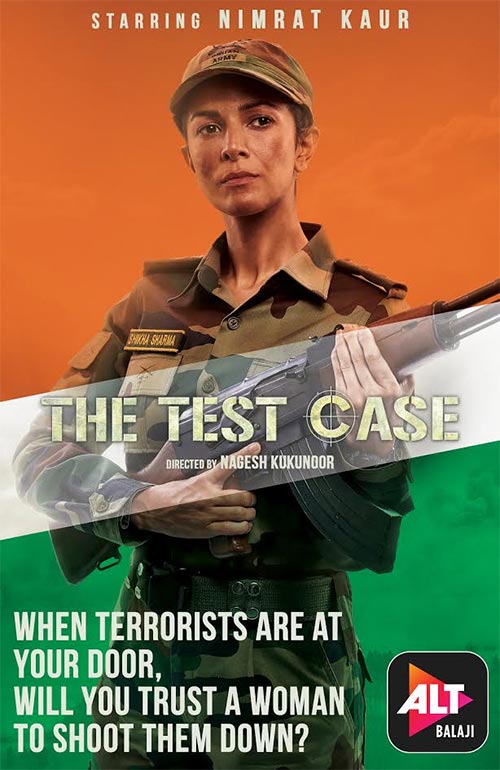 STARRING NIMRAT KAUR
INDIAN
ARMY
SHIKHA SHARMA
THE TEST CASE
DIRECTED BY NAGESH KUKUNOOR
WHEN TERRORISTS ARE AT
YOUR DOOR,
WILL YOU TRUST A WOMAN
TO SHOOT THEM DOWN?
ALT
BALAJI